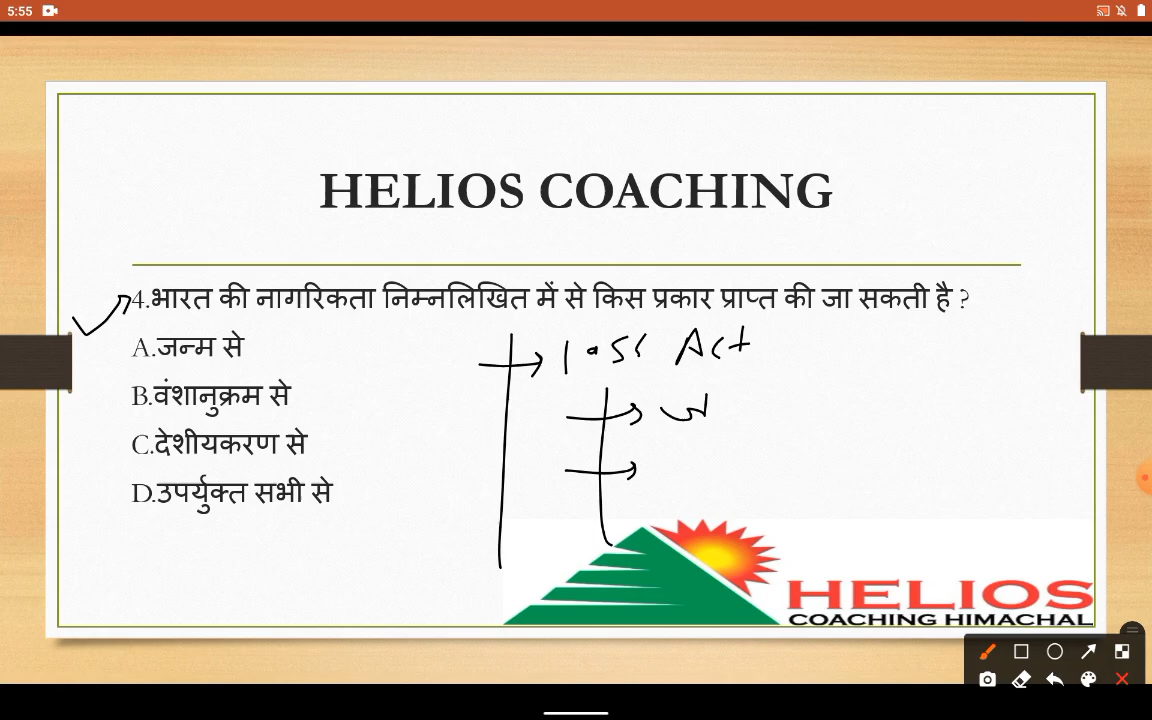 5:55
HELIOS COACHING
4.भारत की नागरिकता निम्नलिखित में से किस प्रकार प्राप्त की जा सकती है ?
A.जन्म से
B.वंशानुक्रम से
C.देशीयकरण से
D.उपर्युक्त सभी से
Act
HELIOS
COACHING HIMACHAL